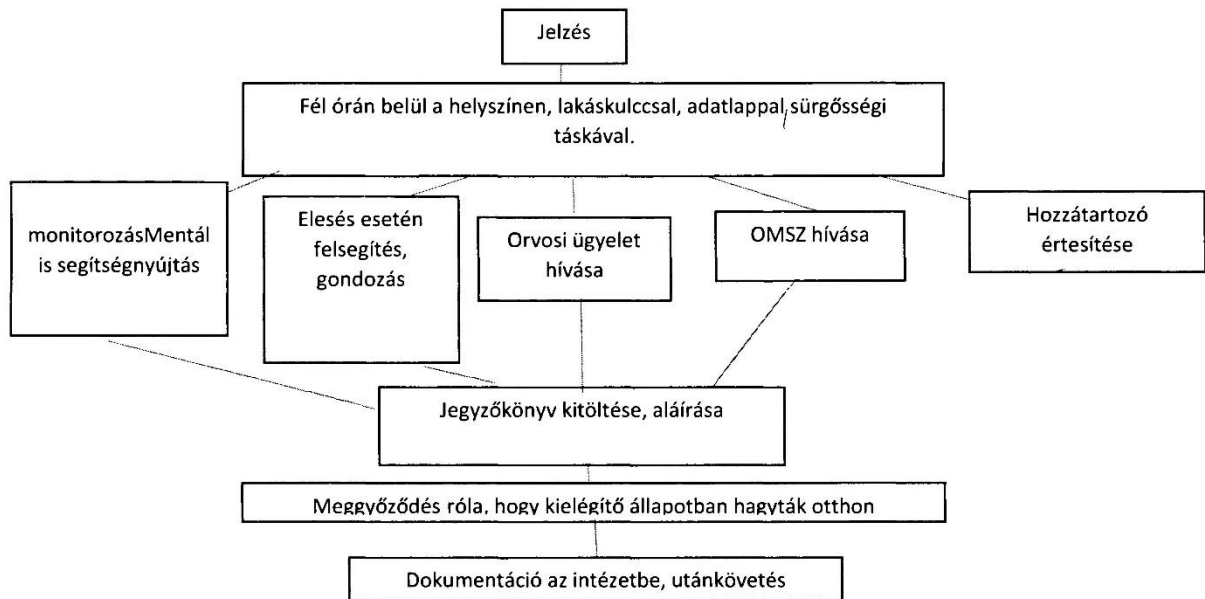 Jelzés
Fél órán belül a helyszínen, lakáskulccsal, adatlappal, sürgősségi
táskával.
monitorozásMentál
is segítségnyújtás
Elesés esetén
felsegítés,
gondozás
Orvosi ügyelet
hívása
OMSZ hívása
Hozzátartozó
értesítése
Jegyzőkönyv kitöltése, aláírása
Meggyőződés róla, hogy kielégítő állapotban hagyták otthon
Dokumentáció az intézetbe, utánkövetés